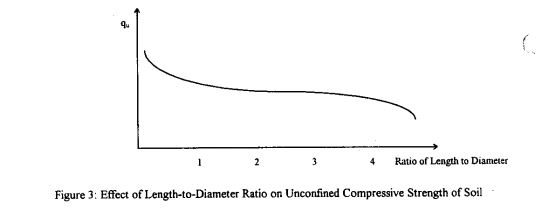 qᵤ
1 2 3 4 Ratio of Length to Diameter
Figure 3: Effect of Length-to-Diameter Ratio on Unconfined Compressive Strength of Soil